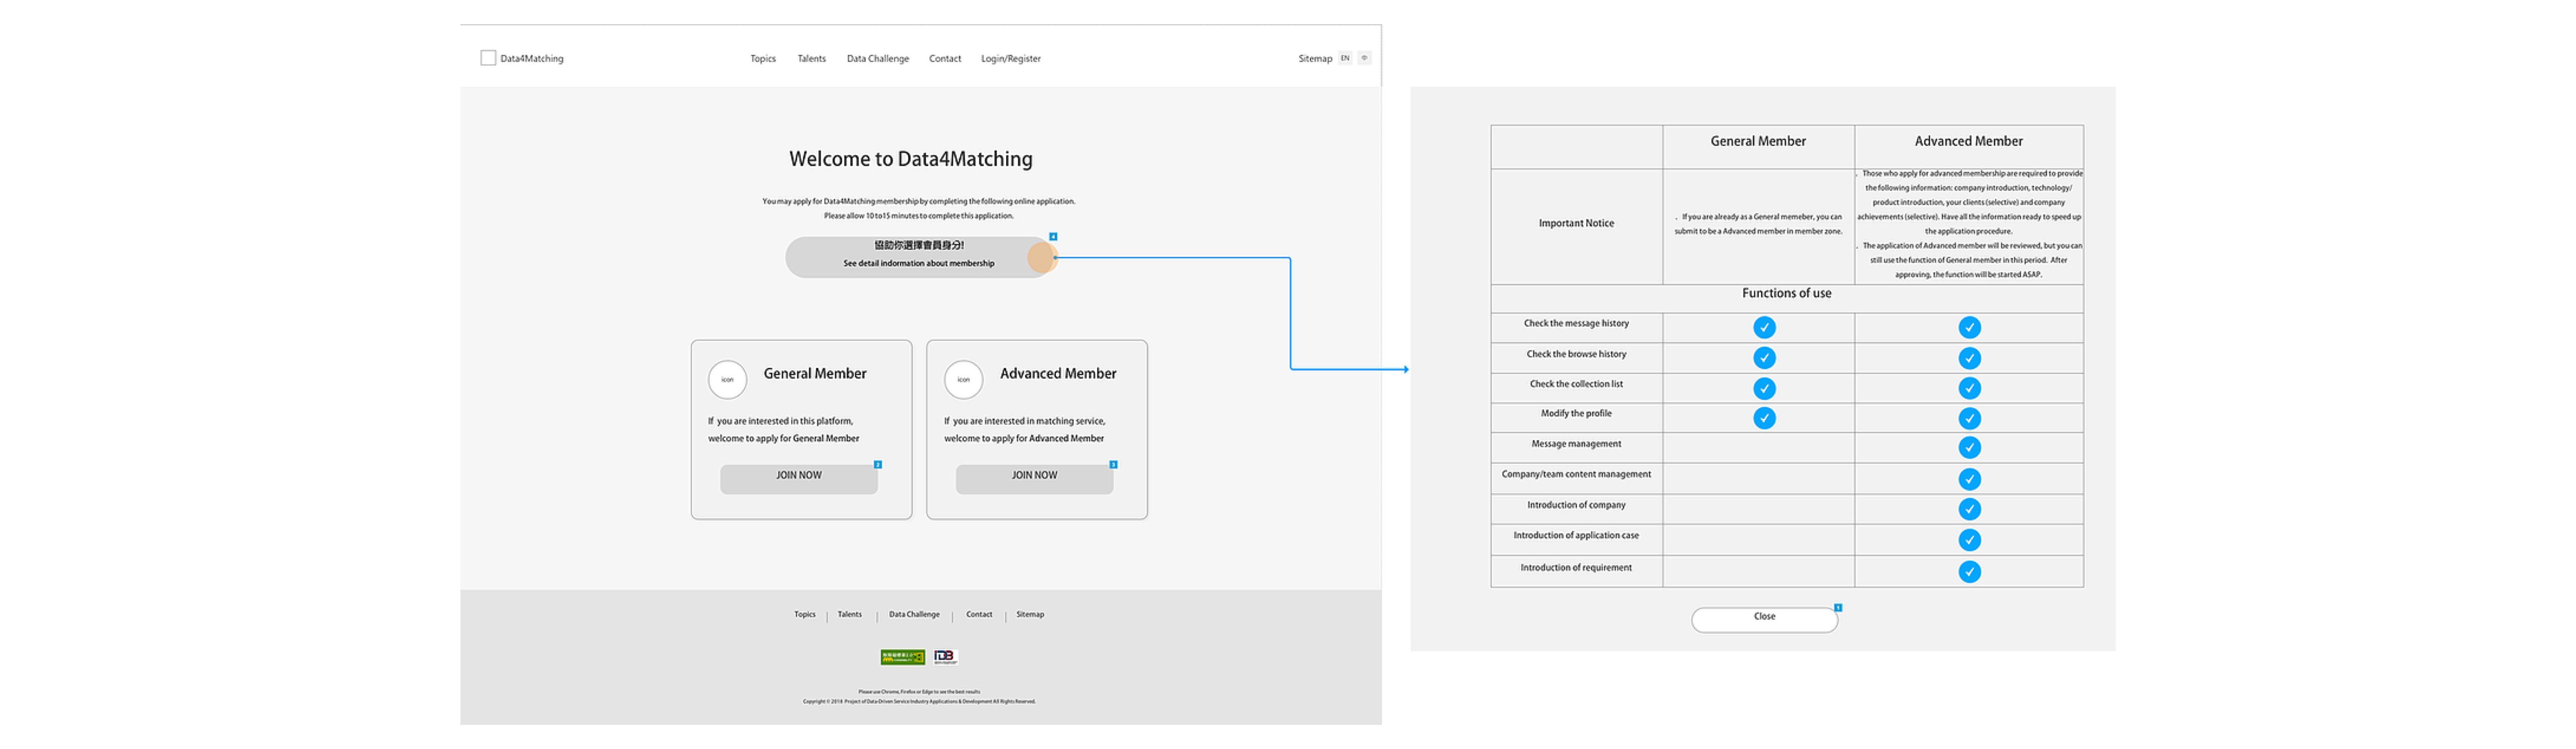 Data4Matching
Topics Talents Data Challenge Contact Login/Register
Sitemap EN 中
Welcome to Data4Matching
You may apply for Data4Matching membership by completing the following online application.
Please allow 10 to15 minutes to complete this application.
協助你選擇會員身分!
See detail indormation about membership
4
icon
General Member
If you are interested in this platform,
welcome to apply for General Member
JOIN NOW
2
icon
Advanced Member
If you are interested in matching service,
welcome to apply for Advanced Member
JOIN NOW
3
Topics | Talents | Data Challenge | Contact | Sitemap
IDB
Please use Chrome, Firefox or Edge to see the best results
Copyright © 2018 Project of Data-Driven Service Industry Applications & Development All Rights Reserved.
General Member
Advanced Member
Important Notice
. If you are already as a General memeber, you can
submit to be a Advanced member in member zone.
. Those who apply for advanced membership are required to provide
the following information: company introduction, technology/
product introduction, your clients (selective) and company
achievements (selective). Have all the information ready to speed up
the application procedure.
. The application of Advanced member will be reviewed, but you can
still use the function of General member in this period. After
approving, the function will be started ASAP.
Functions of use
Check the message history
Check the browse history
Check the collection list
Modify the profile
Message management
Company/team content management
Introduction of company
Introduction of application case
Introduction of requirement
Close
1